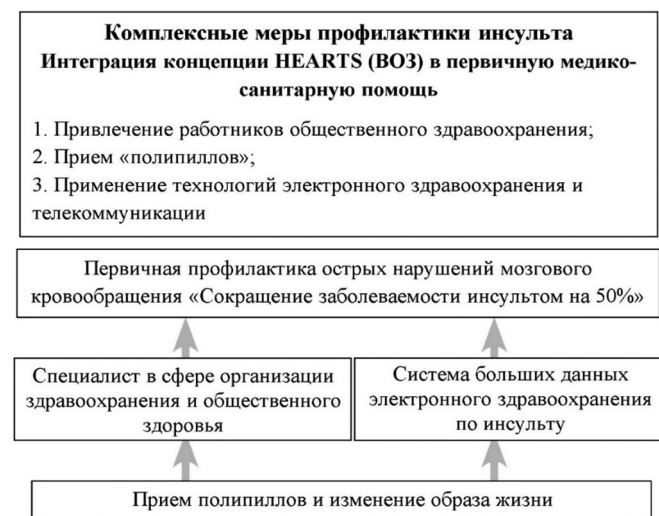 Комплексные меры профилактики инсульта
Интеграция концепции HEARTS (ВОЗ) в первичную медико-
санитарную помощь
1. Привлечение работников общественного здравоохранения;
2. Прием «полипиллов»;
3. Применение технологий электронного здравоохранения и
телекоммуникации
Первичная профилактика острых нарушений мозгового
кровообращения «Сокращение заболеваемости инсультом на 50%»
Специалист в сфере организации
здравоохранения и общественного
здоровья
Система больших данных
электронного здравоохранения
по инсульту
Прием полипиллов и изменение образа жизни